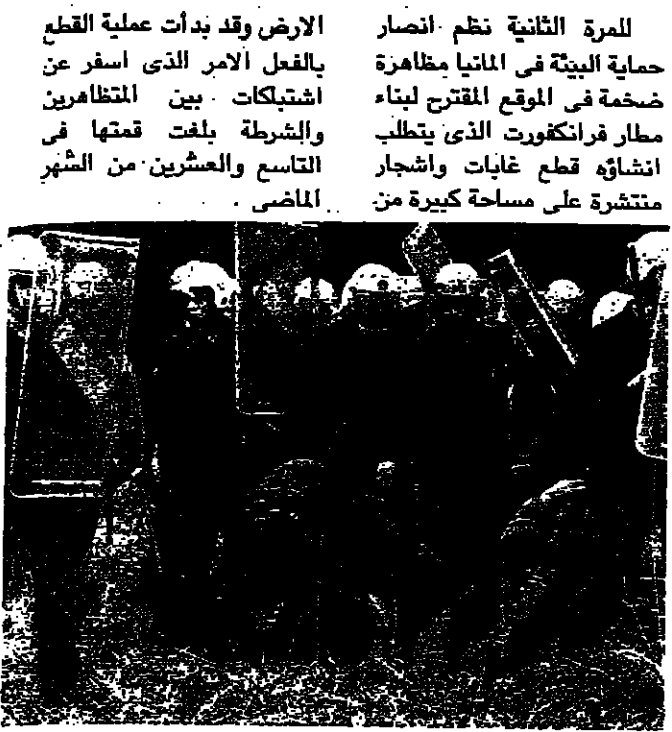 للمرة الثانية نظم انصار
حماية البيئة فى المانيا مظاهرة
ضخمة فى الموقع المقترح لبناء
مطار فرانكفورت الذى يتطلب
انشاؤه قطع غابات واشجار
منتشرة على مساحة كبيرة من
الارض وقد بدأت عملية القطع
بالفعل الامر الذى اسفر عن
اشتباكات بين المتظاهرين
والشرطة بلغت قمتها فى
التاسع والعشرين من الشهر
الماضى .